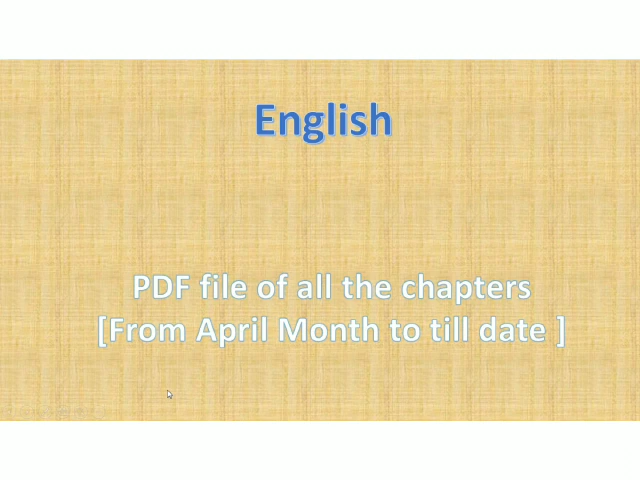 English
PDF file of all the chapters
[From April Month to till date ]